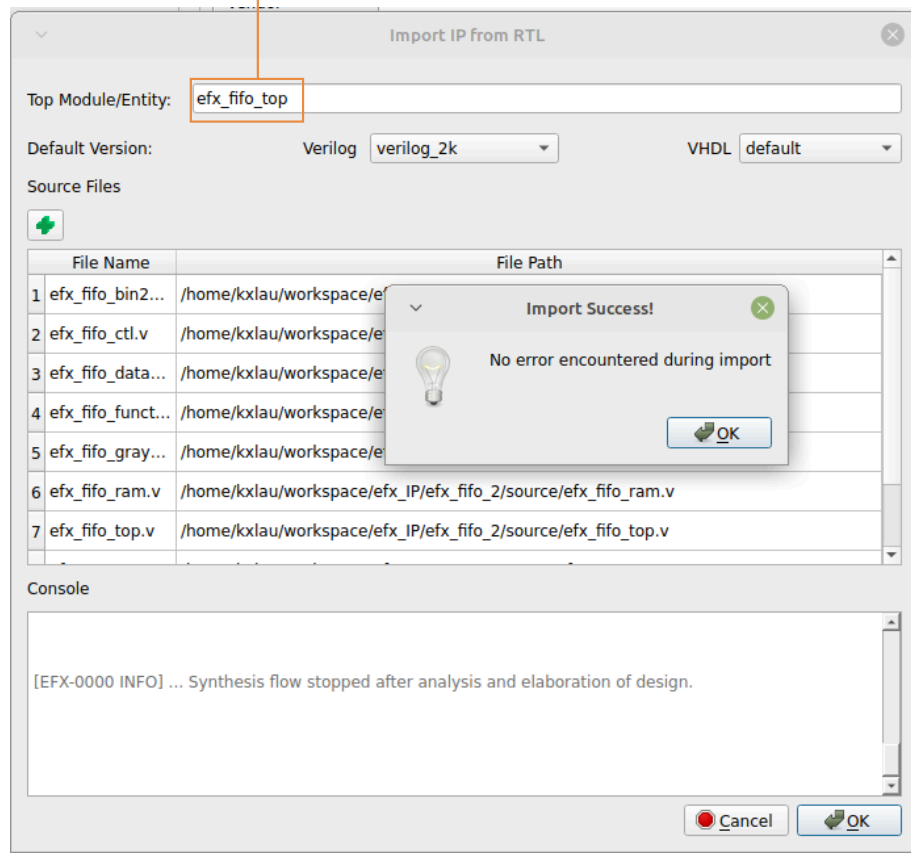 Import IP from RTL
Top Module/Entity: efx_fifo_top
Default Version: Verilog verilog_2k VHDL default
Source Files
File Name File Path
1 efx_fifo_bin2... /home/kxlau/workspace/ef
2 efx_fifo_ctl.v /home/kxlau/workspace/e
3 efx_fifo_data... /home/kxlau/workspace/e
4 efx_fifo_funct... /home/kxlau/workspace/e
5 efx_fifo_gray... /home/kxlau/workspace/e
6 efx_fifo_ram.v /home/kxlau/workspace/efx_IP/efx_fifo_2/source/efx_fifo_ram.v
7 efx_fifo_top.v /home/kxlau/workspace/efx_IP/efx_fifo_2/source/efx_fifo_top.v
Import Success!
No error encountered during import
OK
Console
[EFX-0000 INFO] ... Synthesis flow stopped after analysis and elaboration of design.
Cancel OK